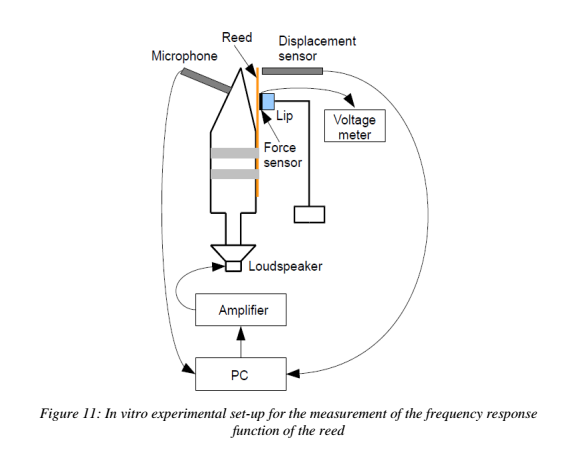 Reed
Displacement
sensor
Microphone
Lip
Voltage
meter
Force
sensor
Loudspeaker
Amplifier
PC
Figure 11: In vitro experimental set-up for the measurement of the frequency response
function of the reed